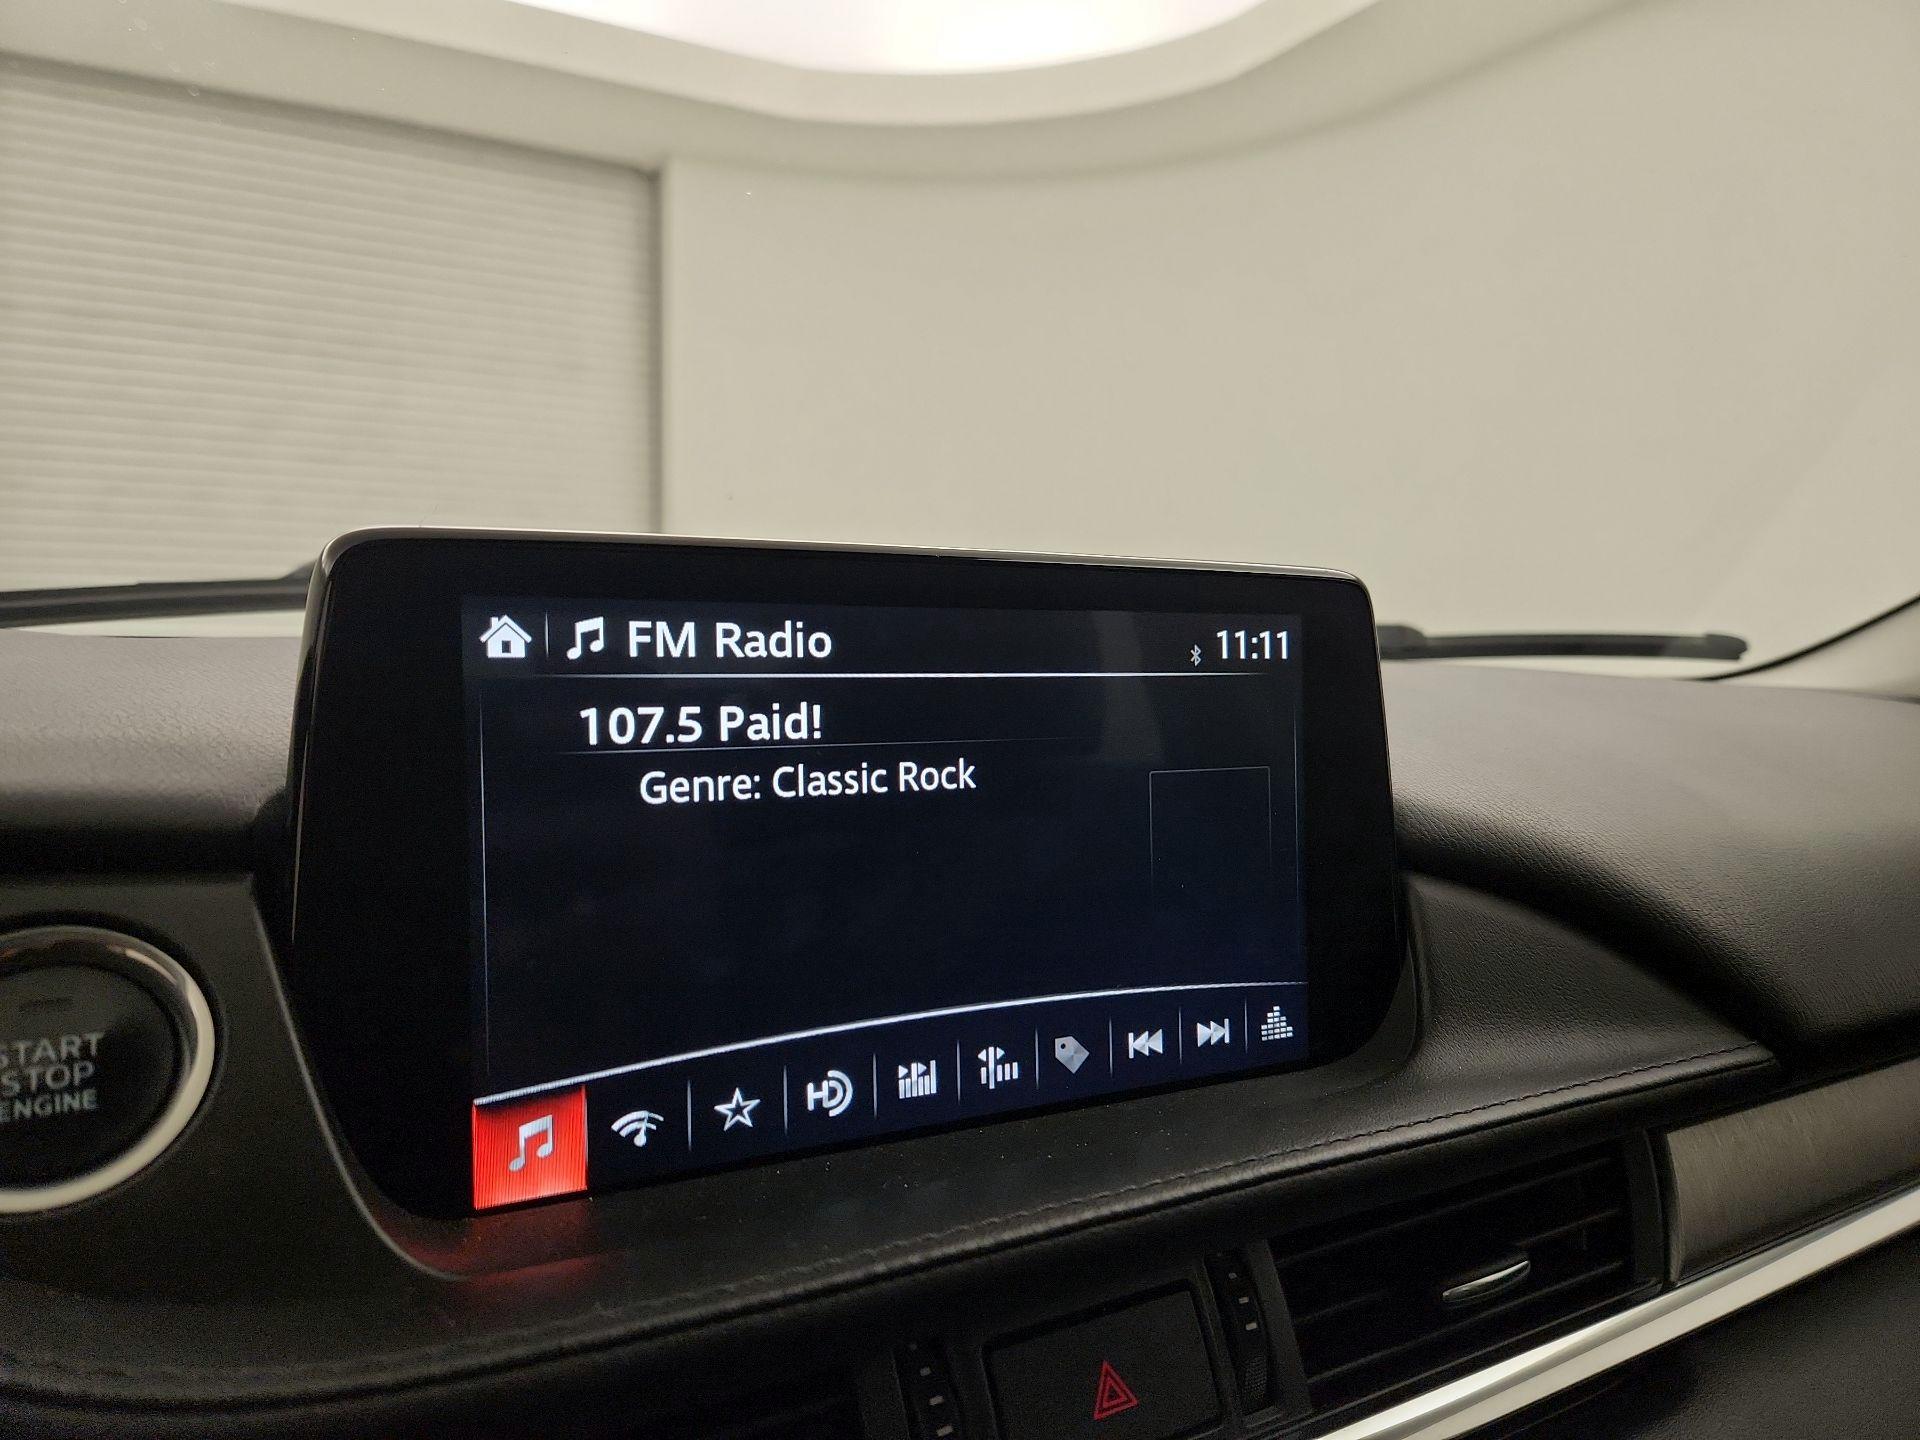 FM Radio
11:11
107.5 Paid!
Genre: Classic Rock
HD
START
STOP
ENGINE